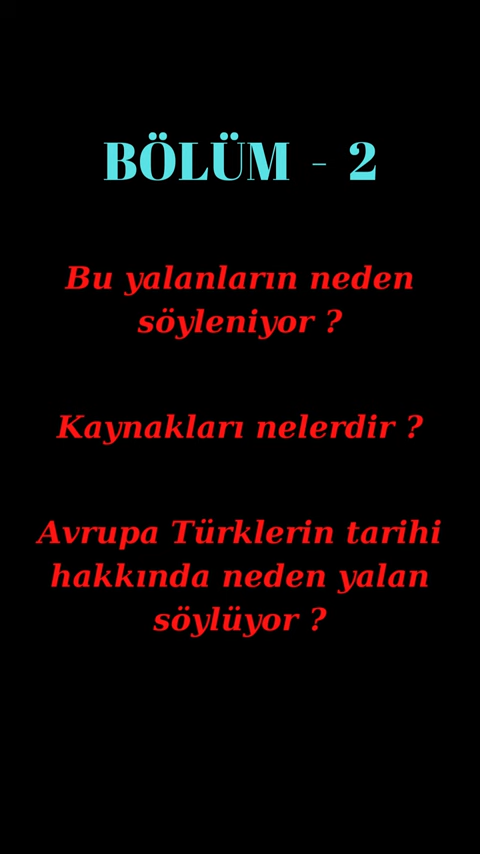 BÖLÜM - 2
Bu yalanların neden
söyleniyor ?
Kaynakları nelerdir ?
Avrupa Türklerin tarihi
hakkında neden yalan
söylüyor ?